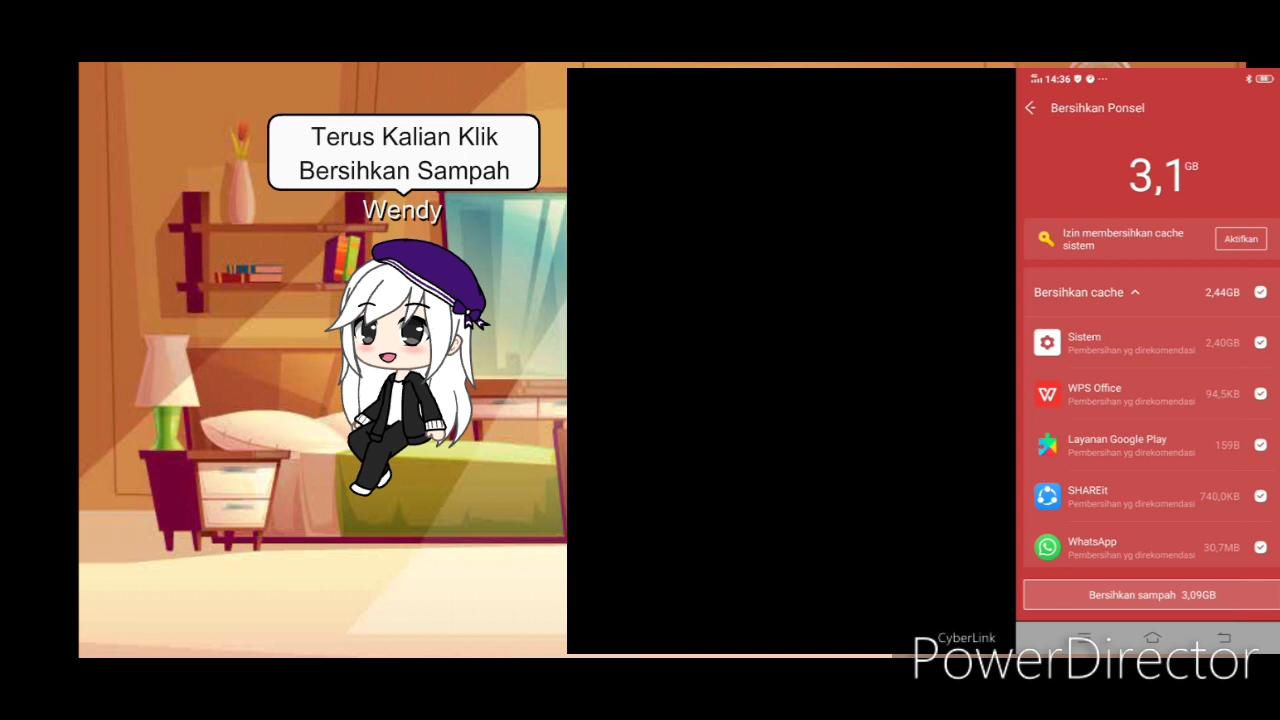 Terus Kalian Klik
Bersihkan Sampah
Wendy
14:36
Bersihkan Ponsel
3,1GB
Izin membersihkan cache
sistem
Aktifkan
Bersihkan cache 2,44GB
Sistem
Pembersihan yg direkomendasi 2,40GB
WPS Office
Pembersihan yg direkomendasi 94,5KB
Layanan Google Play
Pembersihan yg direkomendasi 159B
SHAREit
Pembersihan yg direkomendasi 740,0KB
WhatsApp
Pembersihan yg direkomendasi 30,7MB
Bersihkan sampah 3,09GB
CyberLink
PowerDirector